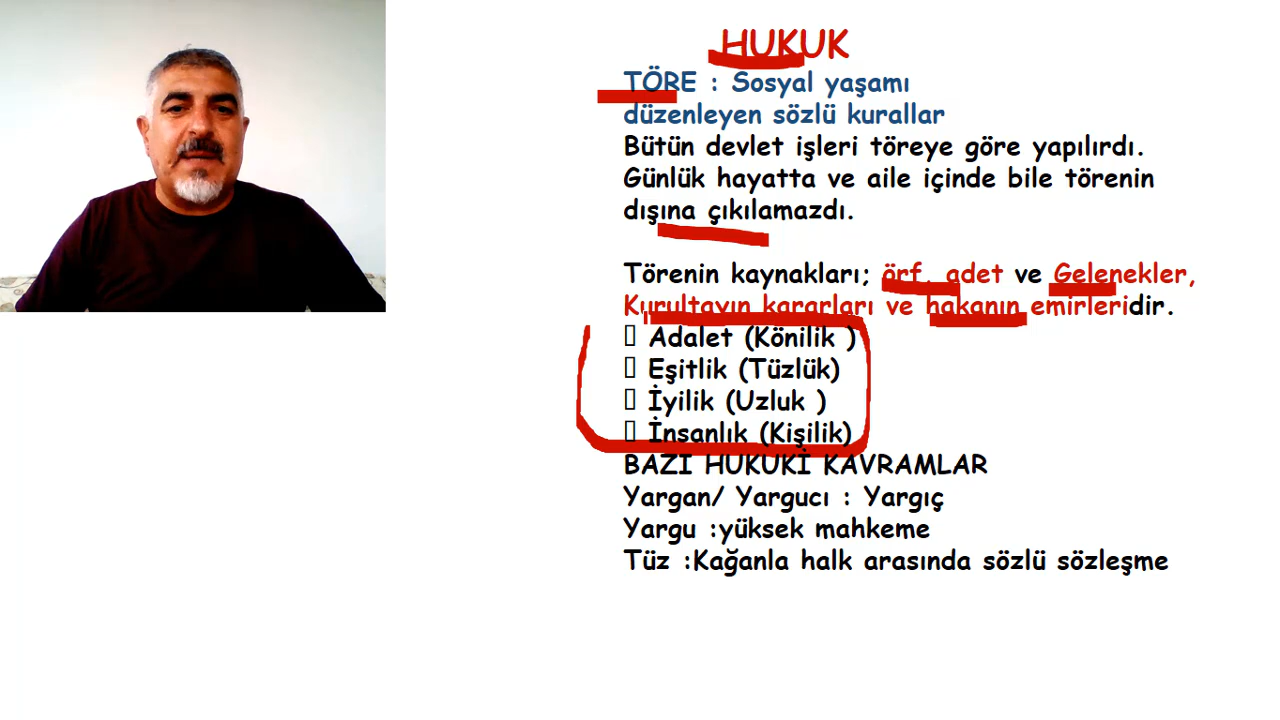 HUKUK
TÖRE : Sosyal yaşamı
düzenleyen sözlü kurallar
Bütün devlet işleri töreye göre yapılırdı.
Günlük hayatta ve aile içinde bile törenin
dışına çıkılamazdı.
Törenin kaynakları; örf, adet ve Gelenekler,
Kurultayın kararları ve hakanın emirleridir.
Adalet (Könilik )
Eşitlik (Tüzlük)
İyilik (Uzluk )
İnsanlık (Kişilik)
BAZI HUKUKİ KAVRAMLAR
Yargan/ Yargucı : Yargıç
Yargu :yüksek mahkeme
Tüz :Kağanla halk arasında sözlü sözleşme